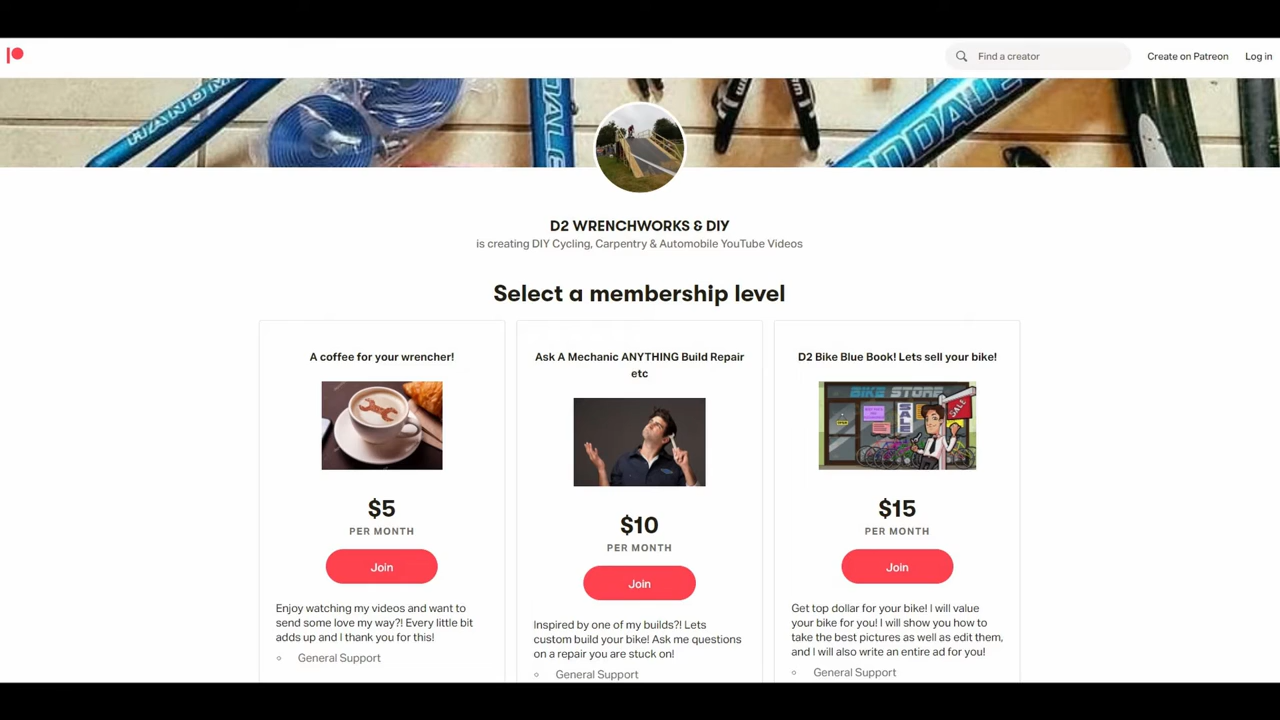 Find a creator
Create on Patreon
Log in
D2 WRENCHWORKS & DIY
is creating DIY Cycling, Carpentry & Automobile YouTube Videos
Select a membership level
A coffee for your wrencher!
$5
PER MONTH
Join
Enjoy watching my videos and want to
send some love my way?! Every little bit
adds up and I thank you for this!
General Support
Ask A Mechanic ANYTHING Build Repair
etc
$10
PER MONTH
Join
Inspired by one of my builds?! Lets
custom build your bike! Ask me questions
on a repair you are stuck on!
General Support
D2 Bike Blue Book! Lets sell your bike!
BIKE STORE
SALE
SALE
$15
PER MONTH
Join
Get top dollar for your bike! I will value
your bike for you! I will show you how to
take the best pictures as well as edit them,
and I will also write an entire ad for you!
General Support